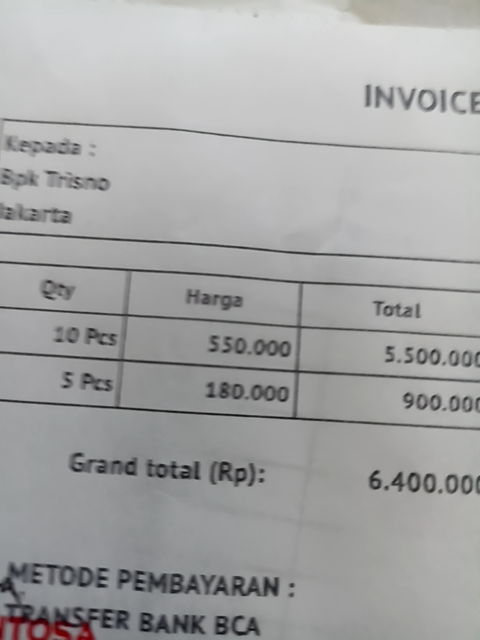 INVOICE
Kepada :
Bpk Trisno
Jakarta
Qty Harga Total
10 Pcs 550.000 5.500.000
5 Pcs 180.000 900.000
Grand total (Rp): 6.400.000
METODE PEMBAYARAN :
TRANSFER BANK BCA